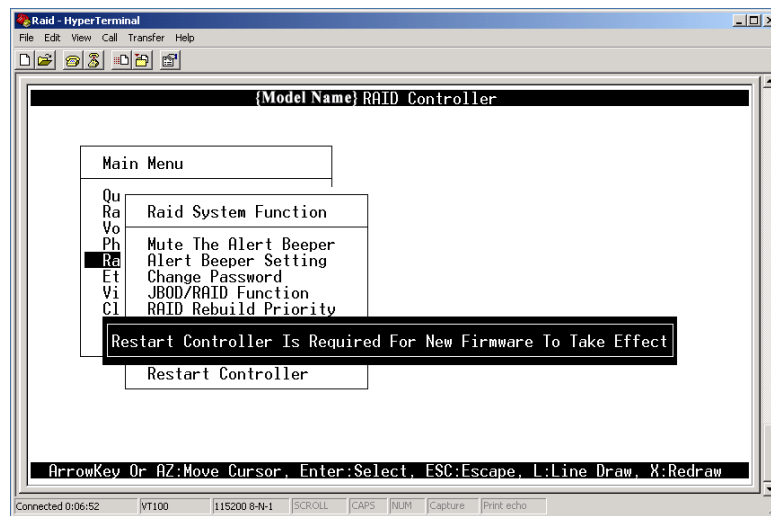 Raid - HyperTerminal
File Edit View Call Transfer Help
{Model Name} RAID Controller
Main Menu
Qu
Ra
Raid System Function
Vo
Ph
Mute The Alert Beeper
Ra
Alert Beeper Setting
Et
Change Password
Vi
JBOD/RAID Function
Cl
RAID Rebuild Priority
Restart Controller Is Required For New Firmware To Take Effect
Restart Controller
ArrowKey Or AZ:Move Cursor, Enter:Select, ESC:Escape, L:Line Draw, X:Redraw
Connected 0:06:52 VT100 115200 8-N-1 SCROLL CAPS NUM Capture Print echo